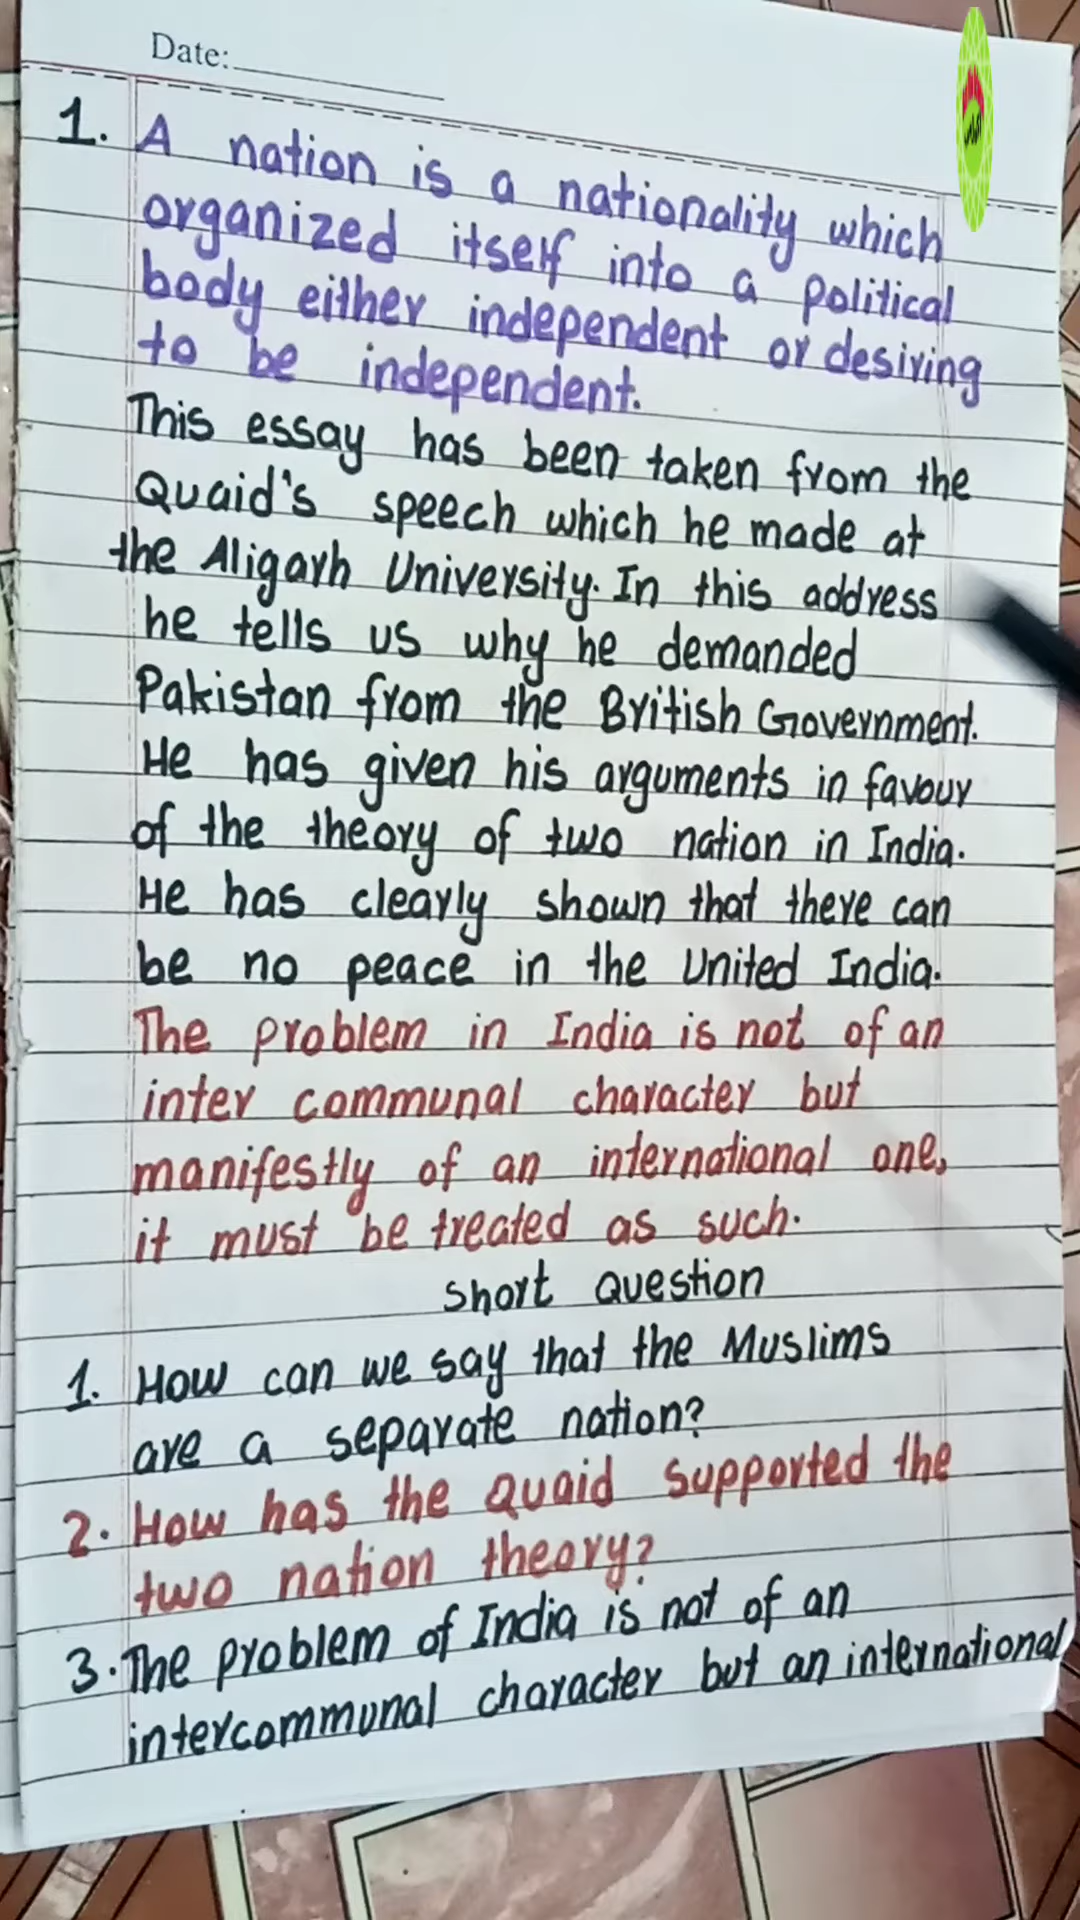 Date:
1. A nation is a nationality which
organized itself into a political
body either independent or desiring
to be independent.
This essay has been taken from the
Quaid's speech which he made at
the Aligarh University. In this address
he tells us why he demanded
Pakistan from the British Government.
He has given his arguments in favour
of the theory of two nation in India.
He has clearly shown that there can
be no peace in the United India.
The problem in India is not of an
inter communal character but
manifestly of an international one,
it must be treated as such.
Short Question
1. How can we say that the Muslims
are a separate nation?
2. How has the Quaid supported the
two nation theory?
3. The problem of India is not of an
intercommunal character but an international